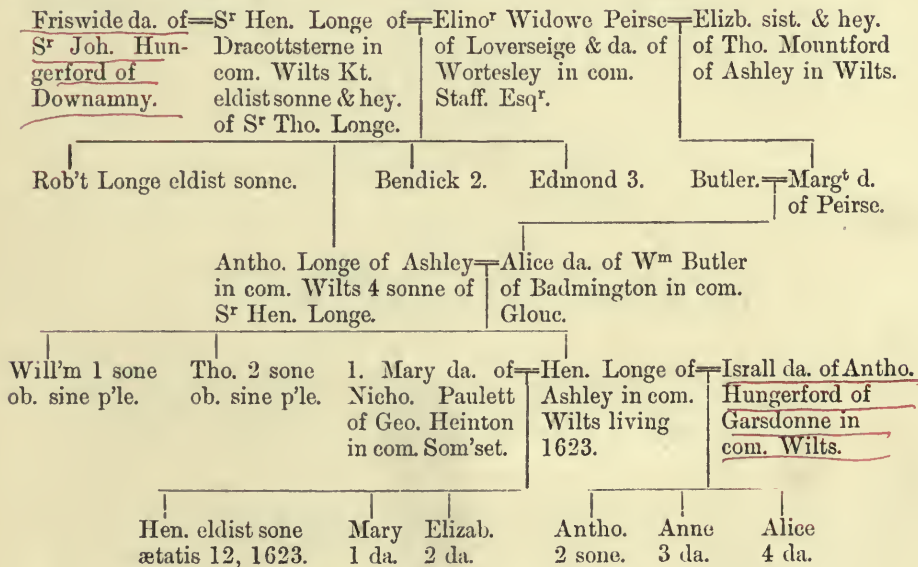 Friswide da. of
Sʳ Joh. Hun-
gerford of
Downamny.
Sʳ Hen. Longe of
Dracottsterne in
com. Wilts Kt.
eldist sonne & hey.
of Sʳ Tho. Longe.
Elinoʳ Widowe Peirse
of Loverseige & da. of
Wortesley in com.
Staff. Esqʳ.
Elizb. sist. & hey.
of Tho. Mountford
of Ashley in Wilts.
Rob't Longe eldist sonne.
Bendick 2.
Edmond 3.
Butler.
Margᵗ d.
of Peirse.
Antho. Longe of Ashley
in com. Wilts 4 sonne of
Sʳ Hen. Longe.
Alice da. of Wᵐ Butler
of Badmington in com.
Glouc.
Will'm 1 sone
ob. sine p'le.
Tho. 2 sone
ob. sine p'le.
1. Mary da. of
Nicho. Paulett
of Geo. Heinton
in com. Som'set.
Hen. Longe of
Ashley in com.
Wilts living
1623.
Israll da. of Antho.
Hungerford of
Garsdonne in
com. Wilts.
Hen. eldist sone
ætatis 12, 1623.
Mary
1 da.
Elizab.
2 da.
Antho.
2 sone.
Anne
3 da.
Alice
4 da.